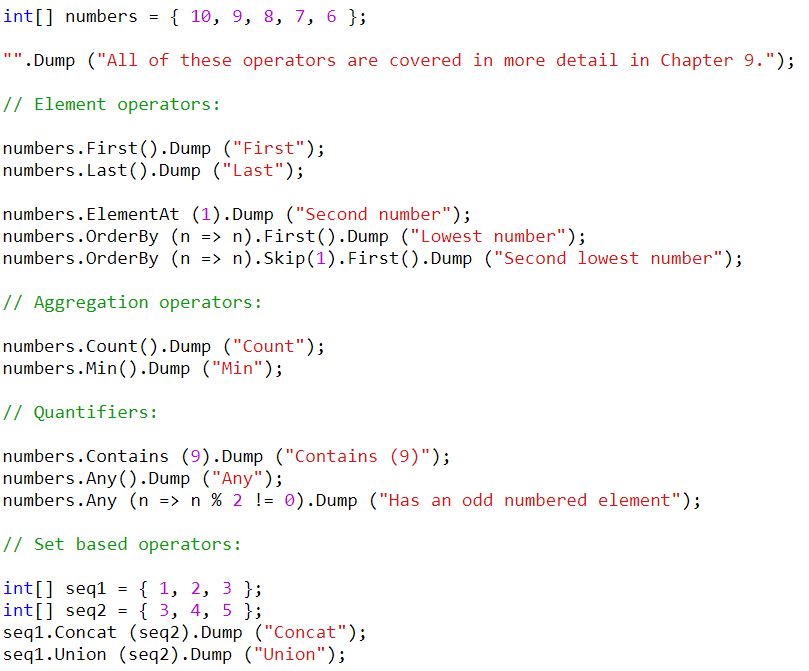 int[] numbers = { 10, 9, 8, 7, 6 };
"".Dump ("All of these operators are covered in more detail in Chapter 9.");
// Element operators:
numbers.First().Dump ("First");
numbers.Last().Dump ("Last");
numbers.ElementAt (1).Dump ("Second number");
numbers.OrderBy (n => n).First().Dump ("Lowest number");
numbers.OrderBy (n => n).Skip(1).First().Dump ("Second lowest number");
// Aggregation operators:
numbers.Count().Dump ("Count");
numbers.Min().Dump ("Min");
// Quantifiers:
numbers.Contains (9).Dump ("Contains (9)");
numbers.Any().Dump ("Any");
numbers.Any (n => n % 2 != 0).Dump ("Has an odd numbered element");
// Set based operators:
int[] seq1 = { 1, 2, 3 };
int[] seq2 = { 3, 4, 5 };
seq1.Concat (seq2).Dump ("Concat");
seq1.Union (seq2).Dump ("Union");